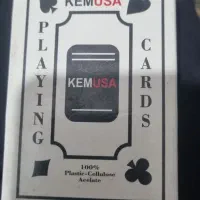 KEMUSA
PLAYING
CARDS
KEMUSA
100%
Plastic-Cellulose
Acetate